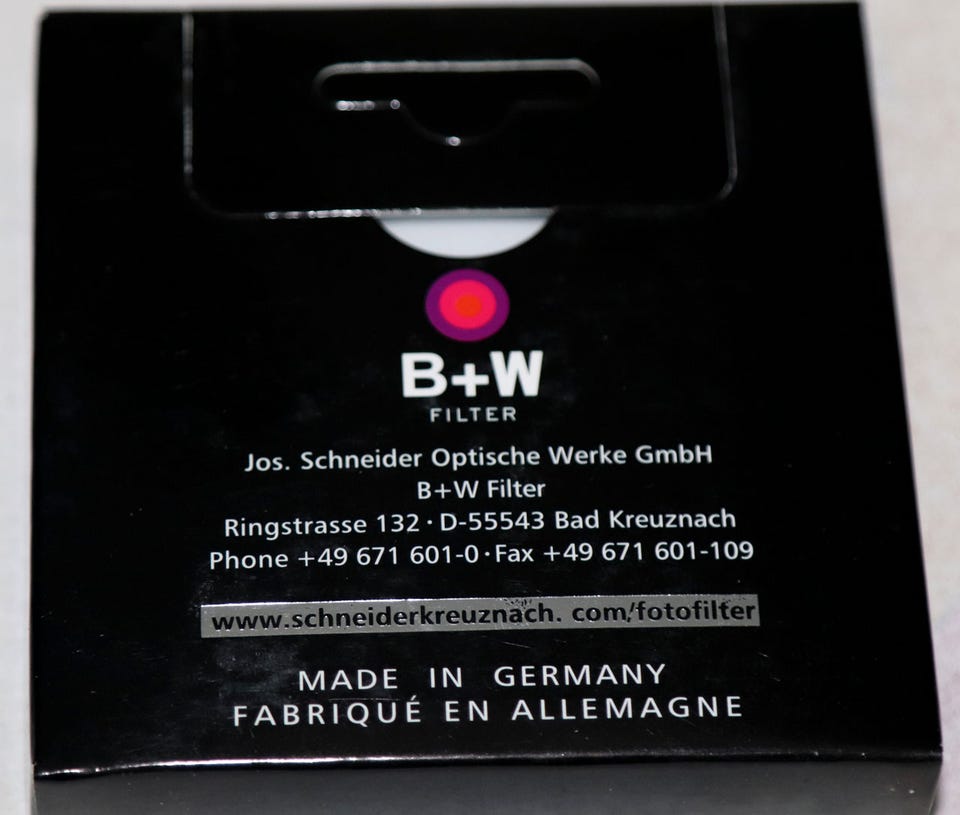 B+W
FILTER
Jos. Schneider Optische Werke GmbH
B+W Filter
Ringstrasse 132 · D-55543 Bad Kreuznach
Phone +49 671 601-0 · Fax +49 671 601-109
www.schneiderkreuznach. com/fotofilter
MADE IN GERMANY
FABRIQUÉ EN ALLEMAGNE